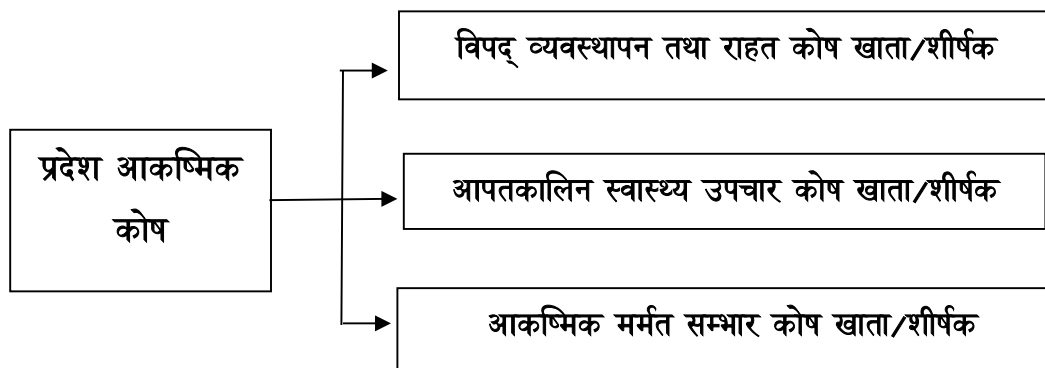 विपद् व्यवस्थापन तथा राहत कोष खाता/शीर्षक
प्रदेश आकष्मिक
कोष
आपतकालिन स्वास्थ्य उपचार कोष खाता/शीर्षक
आकष्मिक मर्मत सम्भार कोष खाता/शीर्षक